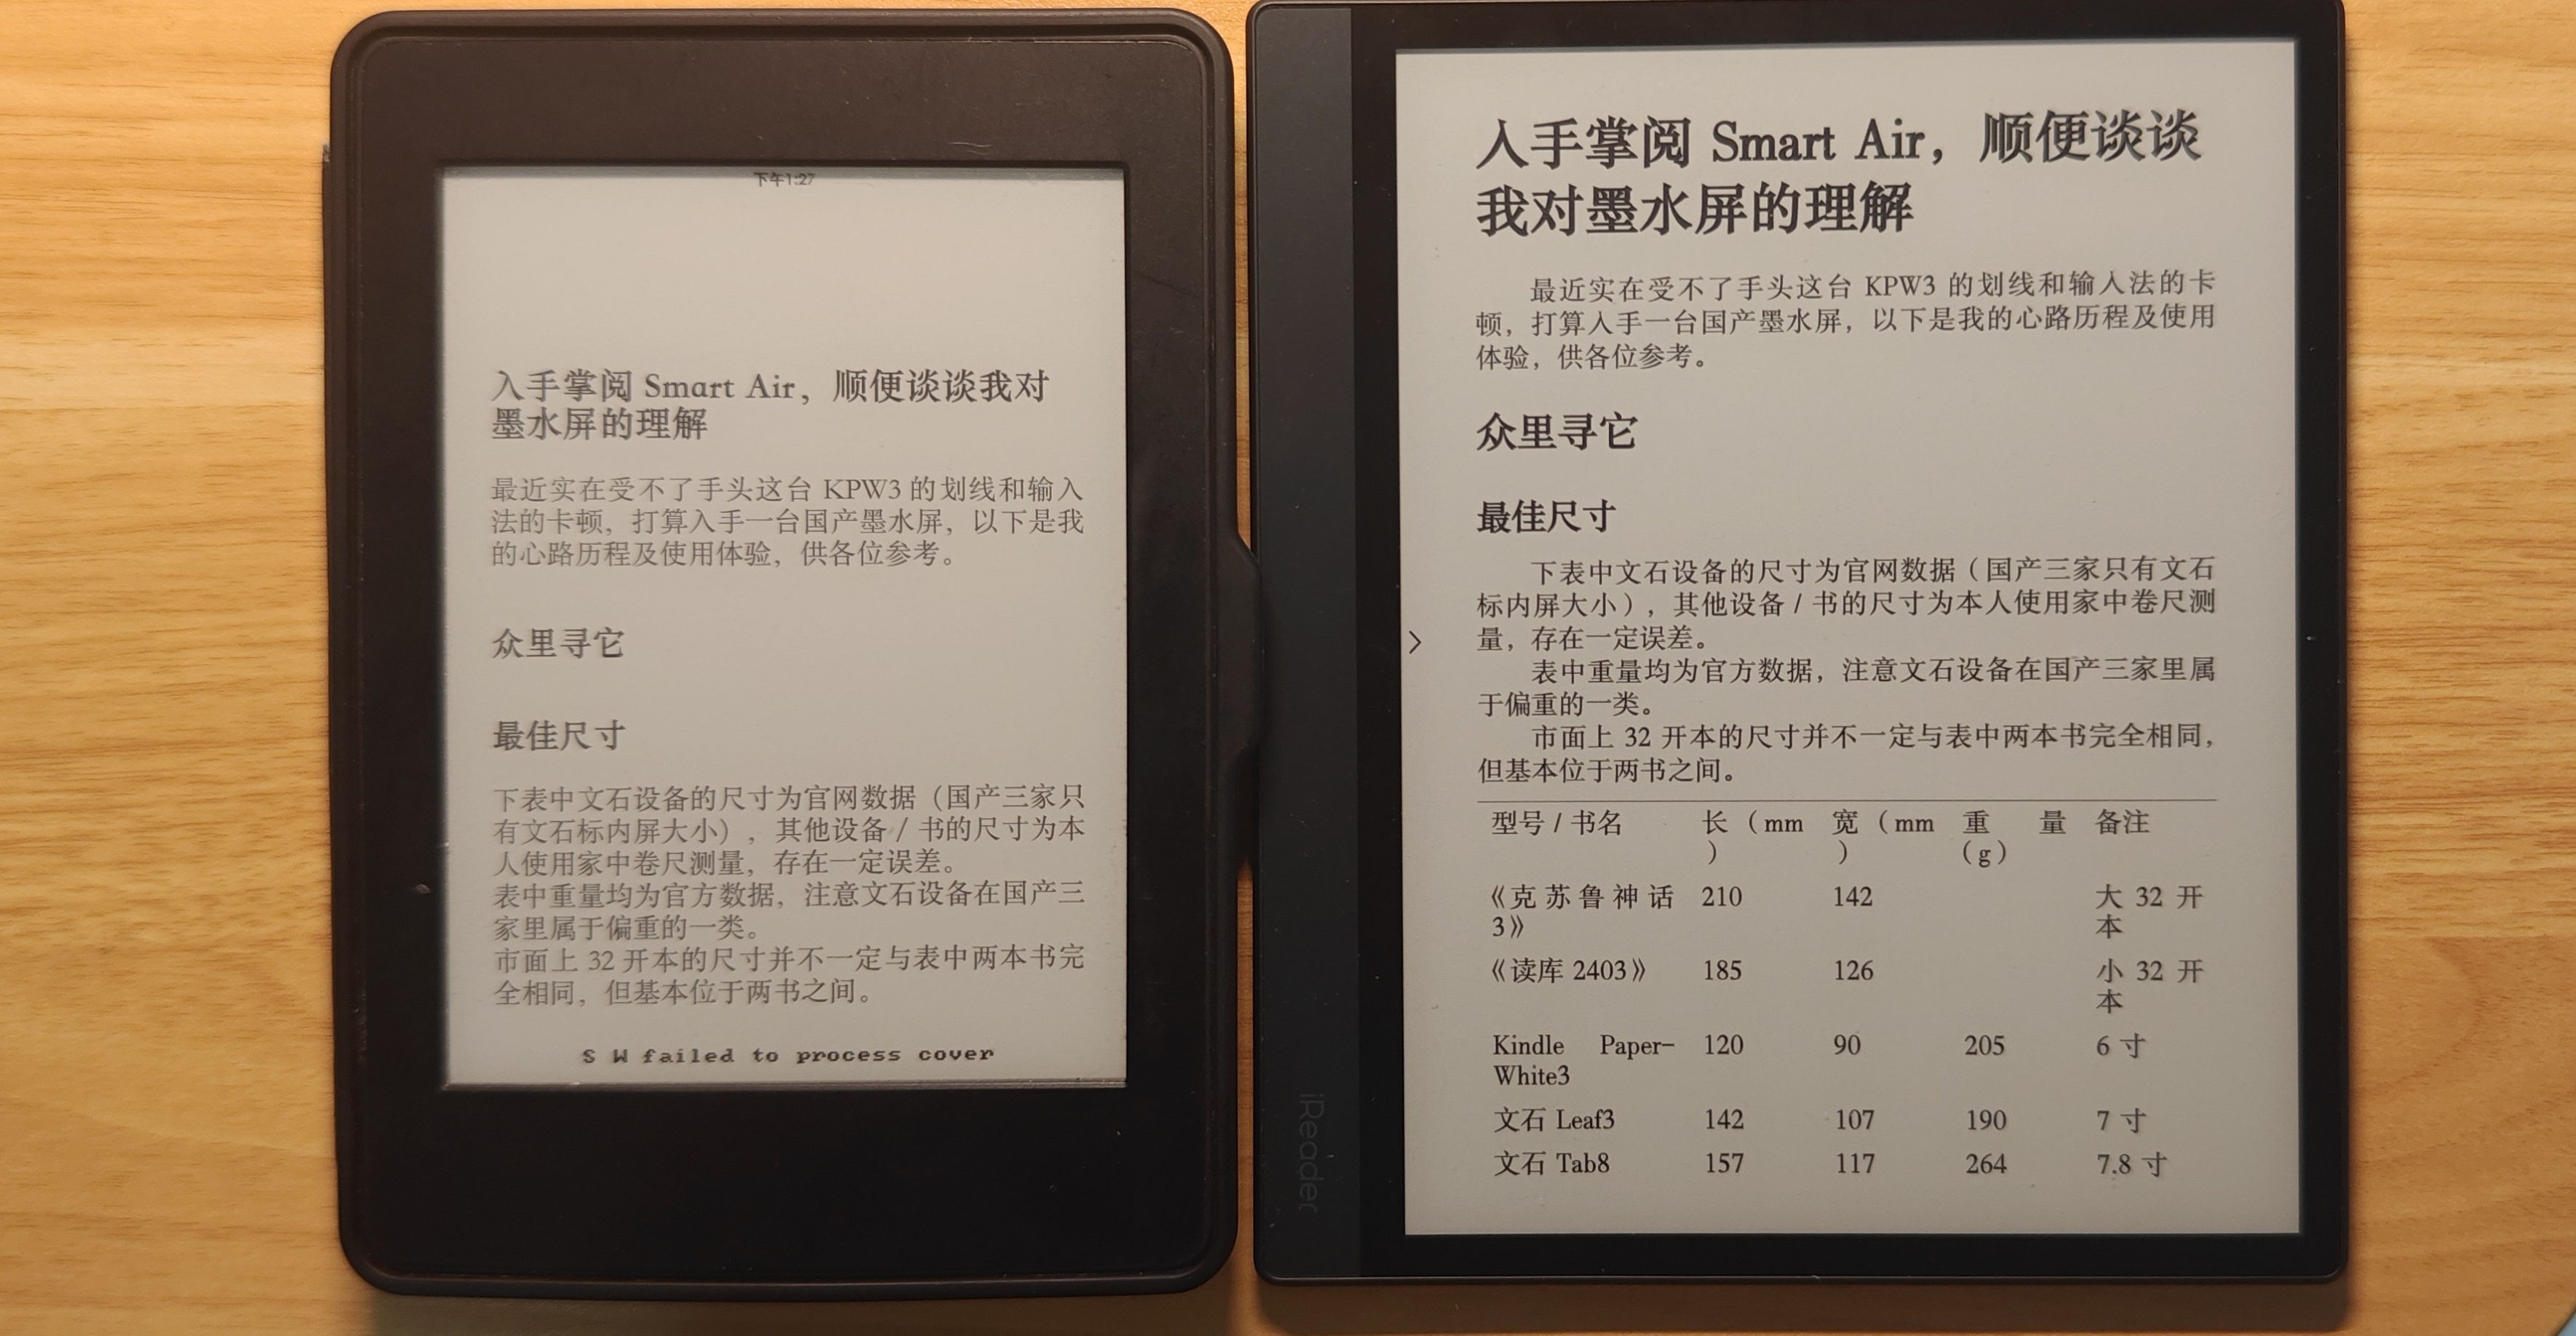 下午1:27
入手掌阅 Smart Air，顺便谈谈我对
墨水屏的理解
最近实在受不了手头这台 KPW3 的划线和输入
法的卡顿，打算入手一台国产墨水屏，以下是我
的心路历程及使用体验，供各位参考。
众里寻它
最佳尺寸
下表中文石设备的尺寸为官网数据（国产三家只
有文石标内屏大小），其他设备 / 书的尺寸为本
人使用家中卷尺测量，存在一定误差。
表中重量均为官方数据，注意文石设备在国产三
家里属于偏重的一类。
市面上 32 开本的尺寸并不一定与表中两本书完
全相同，但基本位于两书之间。
S W failed to process cover
入手掌阅 Smart Air，顺便谈谈
我对墨水屏的理解
最近实在受不了手头这台 KPW3 的划线和输入法的卡
顿，打算入手一台国产墨水屏，以下是我的心路历程及使用
体验，供各位参考。
众里寻它
最佳尺寸
下表中文石设备的尺寸为官网数据（国产三家只有文石
标内屏大小），其他设备 / 书的尺寸为本人使用家中卷尺测
量，存在一定误差。
表中重量均为官方数据，注意文石设备在国产三家里属
于偏重的一类。
市面上 32 开本的尺寸并不一定与表中两本书完全相同，
但基本位于两书之间。
型号 / 书名 长（mm 宽（mm 重 量 备注
） ） （g）
《克苏鲁神话 210 142 大 32 开
3》 本
《读库 2403》 185 126 小 32 开
本
Kindle Paper- 120 90 205 6 寸
White3
文石 Leaf3 142 107 190 7 寸
文石 Tab8 157 117 264 7.8 寸
iReader